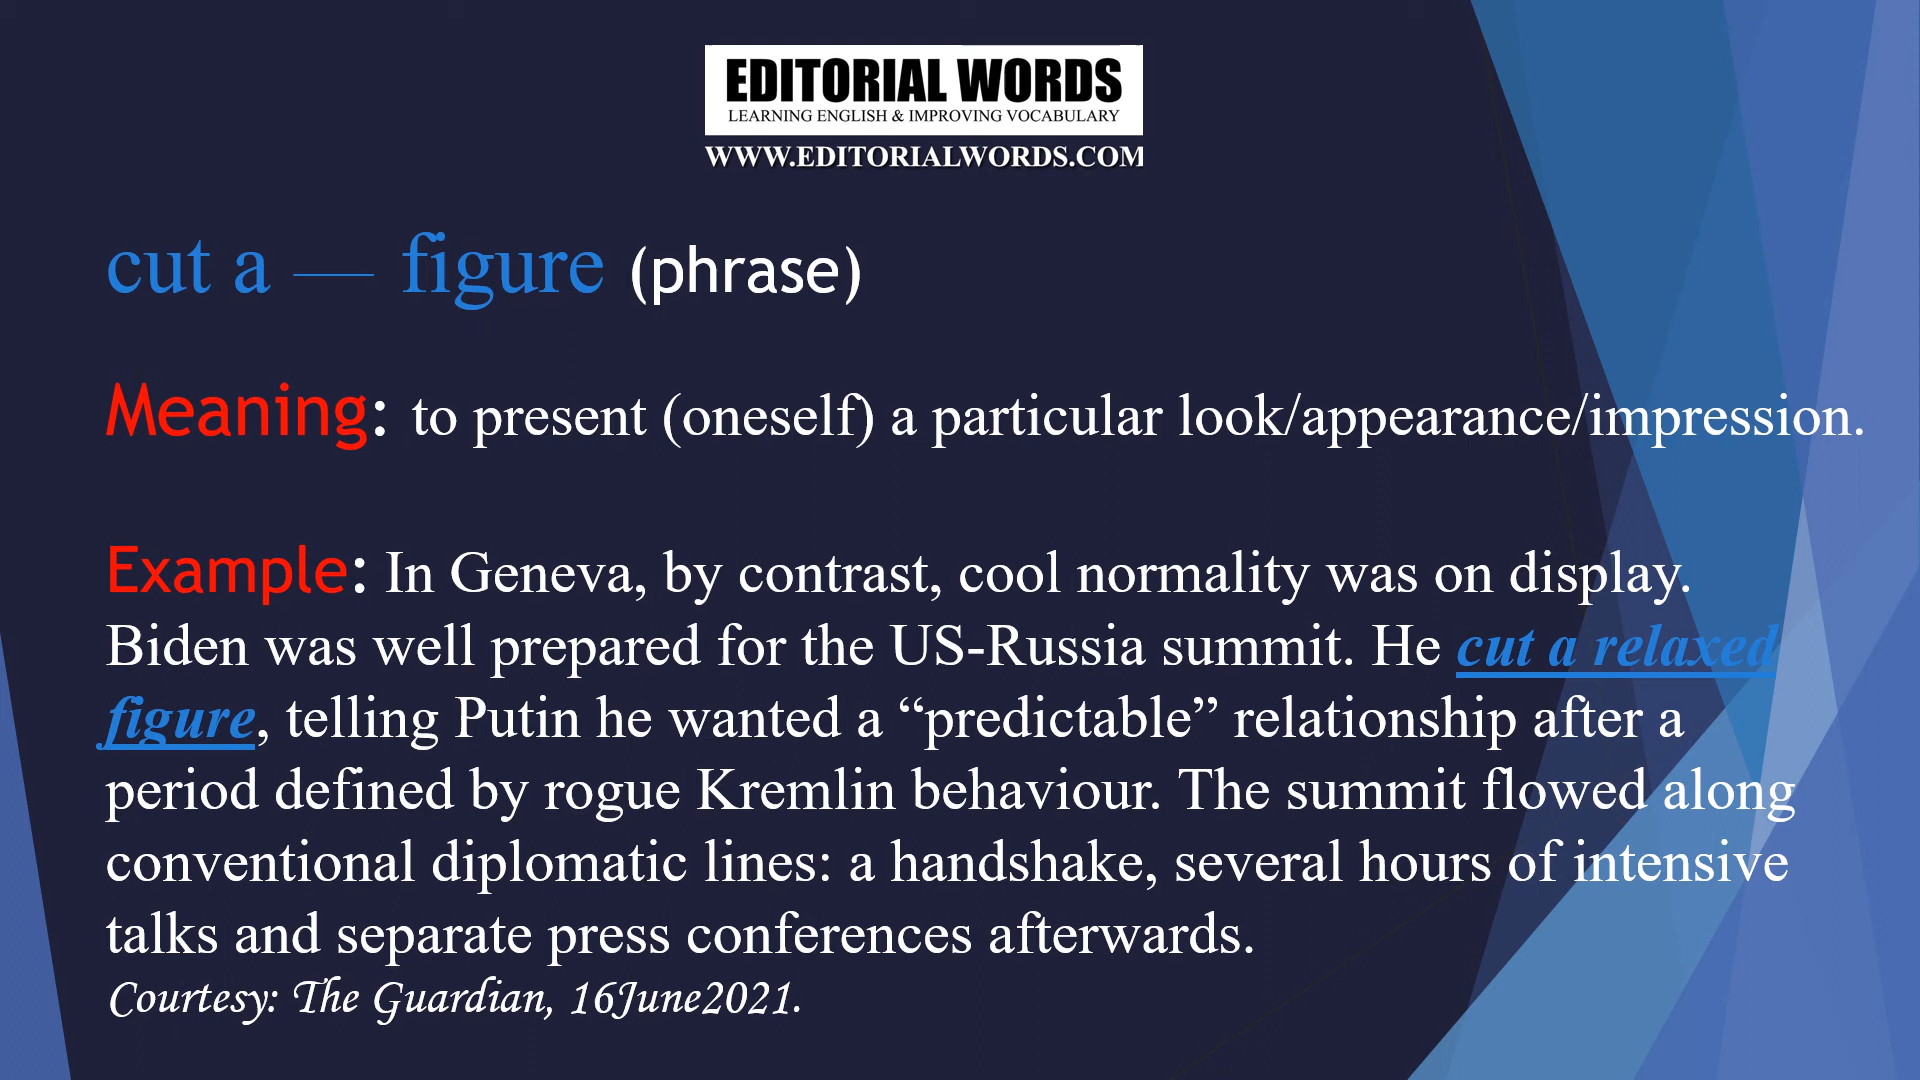 EDITORIAL WORDS
LEARNING ENGLISH & IMPROVING VOCABULARY
WWW.EDITORIALWORDS.COM
cut a — figure (phrase)
Meaning: to present (oneself) a particular look/appearance/impression.
Example: In Geneva, by contrast, cool normality was on display.
Biden was well prepared for the US-Russia summit. He cut a relaxed
figure, telling Putin he wanted a “predictable” relationship after a
period defined by rogue Kremlin behaviour. The summit flowed along
conventional diplomatic lines: a handshake, several hours of intensive
talks and separate press conferences afterwards.
Courtesy: The Guardian, 16June2021.